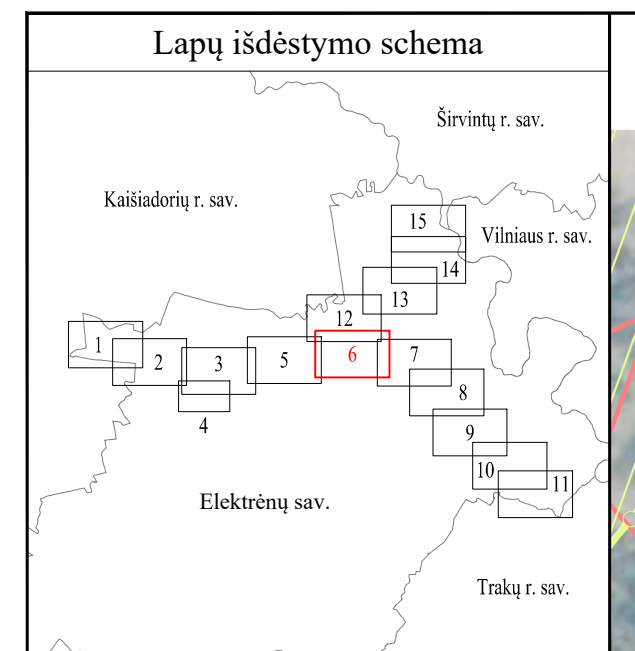 Lapų išdėstymo schema
Širvintų r. sav.
Kaišiadorių r. sav.
15
Vilniaus r. sav.
14
13
12
1
2
3
5
6
7
8
4
9
10
11
Elektrėnų sav.
Trakų r. sav.